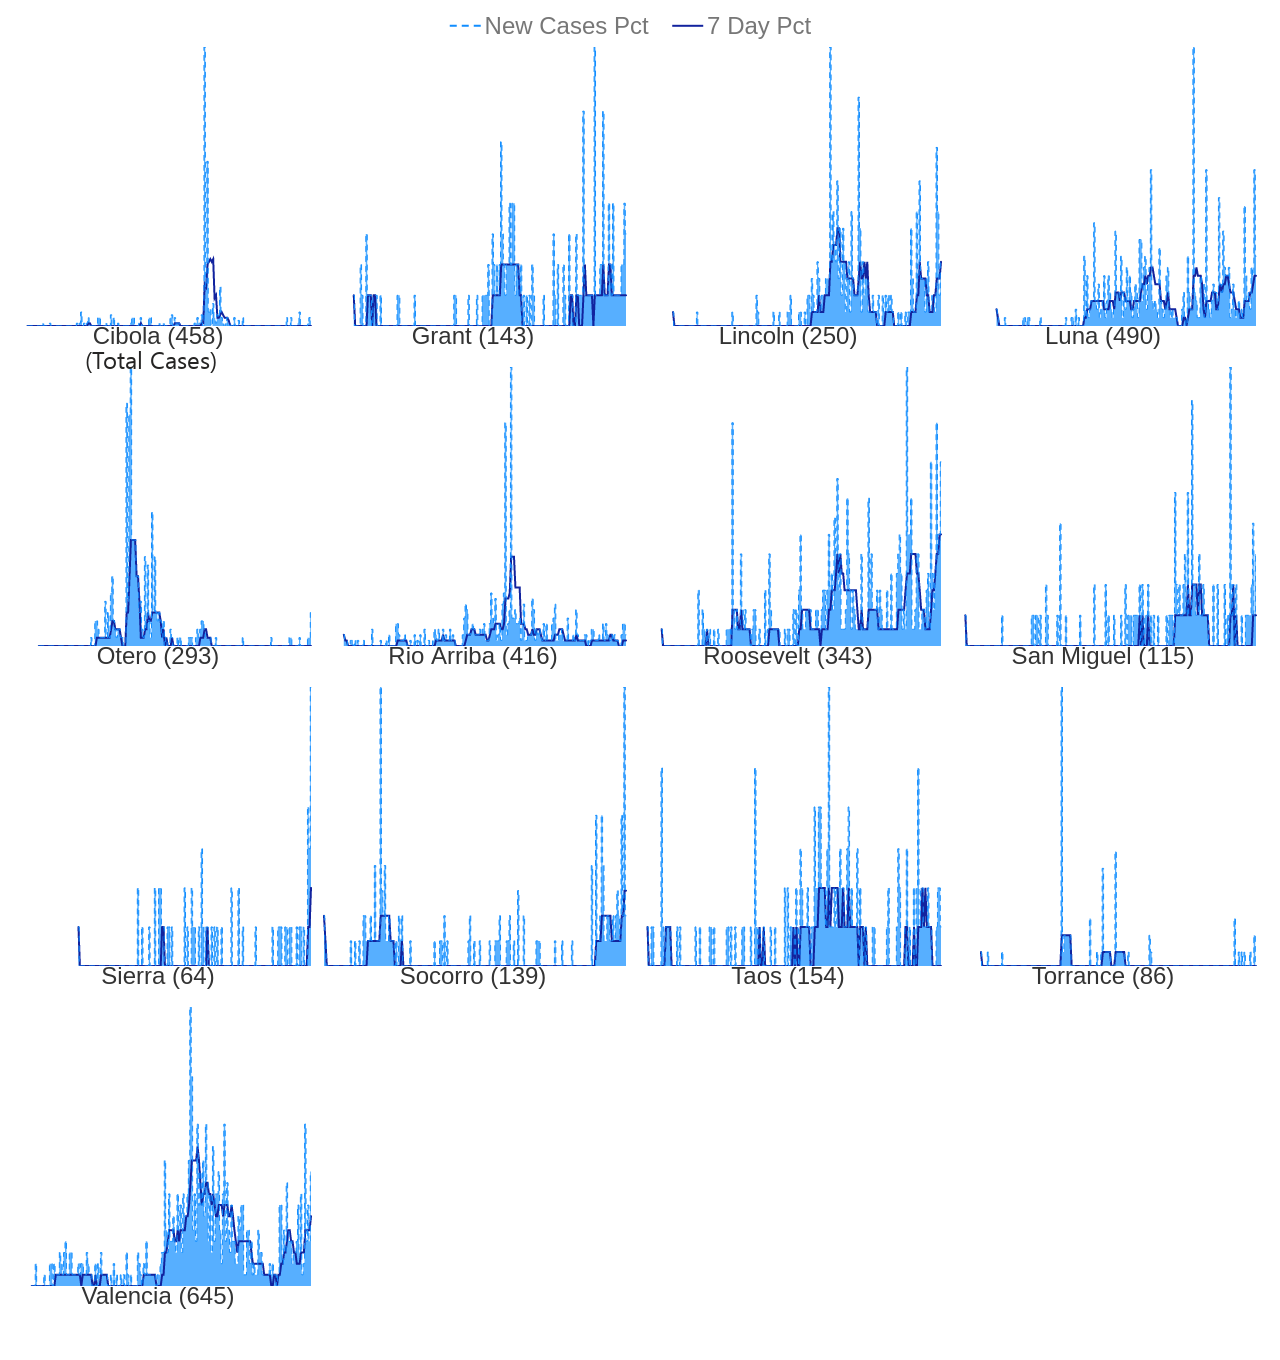 New Cases Pct 7 Day Pct
Cibola (458) Grant (143) Lincoln (250) Luna (490)
(Total Cases)
Otero (293) Rio Arriba (416) Roosevelt (343) San Miguel (115)
Sierra (64) Socorro (139) Taos (154) Torrance (86)
Valencia (645)